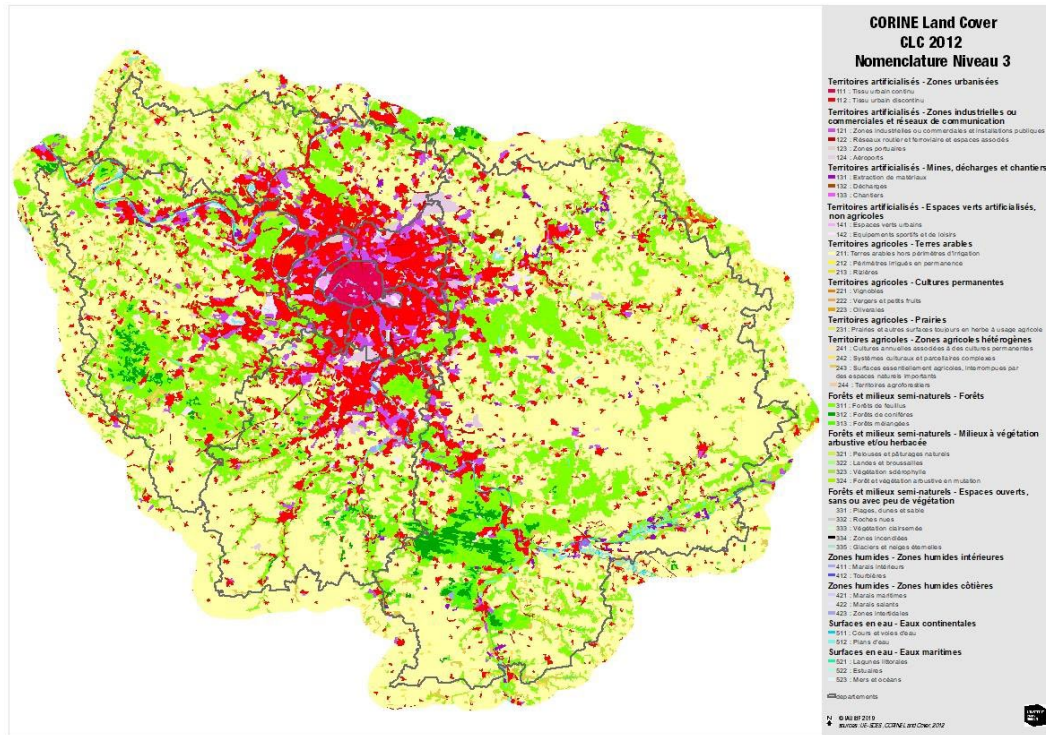 CORINE Land Cover
CLC 2012
Nomenclature Niveau 3
Territoires artificialisés - Zones urbanisées
111 : Tissu urbain continu
112 : Tissu urbain discontinu
Territoires artificialisés - Zones industrielles ou
commerciales et réseaux de communication
121 : Zones industrielles ou commerciales et installations publiques
122 : Réseaux routier et ferroviaire et espaces associés
123 : Zones portuaires
124 : Aéroports
Territoires artificialisés - Mines, décharges et chantiers
131 : Extraction de matériaux
132 : Décharges
133 : Chantiers
Territoires artificialisés - Espaces verts artificialisés,
non agricoles
141 : Espaces verts urbains
142 : Equipements sportifs et de loisirs
Territoires agricoles - Terres arables
211: Terres arables hors périmètres d'irrigation
212 : Périmètres irrigués en permanence
213 : Rizières
Territoires agricoles - Cultures permanentes
221 : Vignobles
222 : Vergers et petits fruits
223 : Oliveraies
Territoires agricoles - Prairies
231 : Prairies et autres surfaces toujours en herbe à usage agricole
Territoires agricoles - Zones agricoles hétérogènes
241 : Cultures annuelles associées à des cultures permanentes
242 : Systèmes culturaux et parcellaires complexes
243 : Surfaces essentiellement agricoles, interrompues par
des espaces naturels importants
244 : Territoires agroforestiers
Forêts et milieux semi-naturels - Forêts
311 : Forêts de feuillus
312 : Forêts de conifères
313 : Forêts mélangées
Forêts et milieux semi-naturels - Milieux à végétation
arbustive et/ou herbacée
321 : Pelouses et pâturages naturels
322 : Landes et broussailles
323 : Végétation sclérophylle
324 : Forêt et végétation arbustive en mutation
Forêts et milieux semi-naturels - Espaces ouverts,
sans ou avec peu de végétation
331 : Plages, dunes et sable
332 : Roches nues
333 : Végétation clairsemée
334 : Zones incendiées
335 : Glaciers et neiges éternelles
Zones humides - Zones humides intérieures
411 : Marais intérieurs
412 : Tourbières
Zones humides - Zones humides côtières
421 : Marais maritimes
422 : Marais salants
423 : Zones intertidales
Surfaces en eau - Eaux continentales
511 : Cours et voies d'eau
512 : Plans d'eau
Surfaces en eau - Eaux maritimes
521 : Lagunes littorales
522 : Estuaires
523 : Mers et océans
departements
N
sources: UE-SOES, CORINE Land Cover, 2012